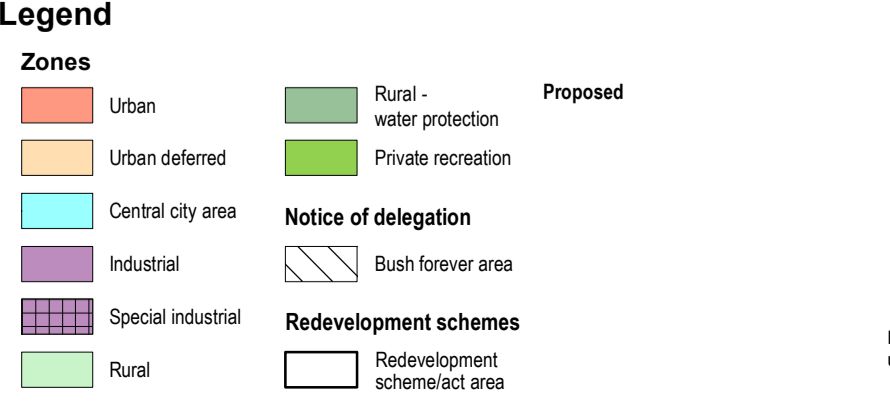 Legend
Zones
Urban
Urban deferred
Central city area
Industrial
Special industrial
Rural
Rural -
water protection
Private recreation
Notice of delegation
Bush forever area
Redevelopment schemes
Redevelopment
scheme/act area
Proposed